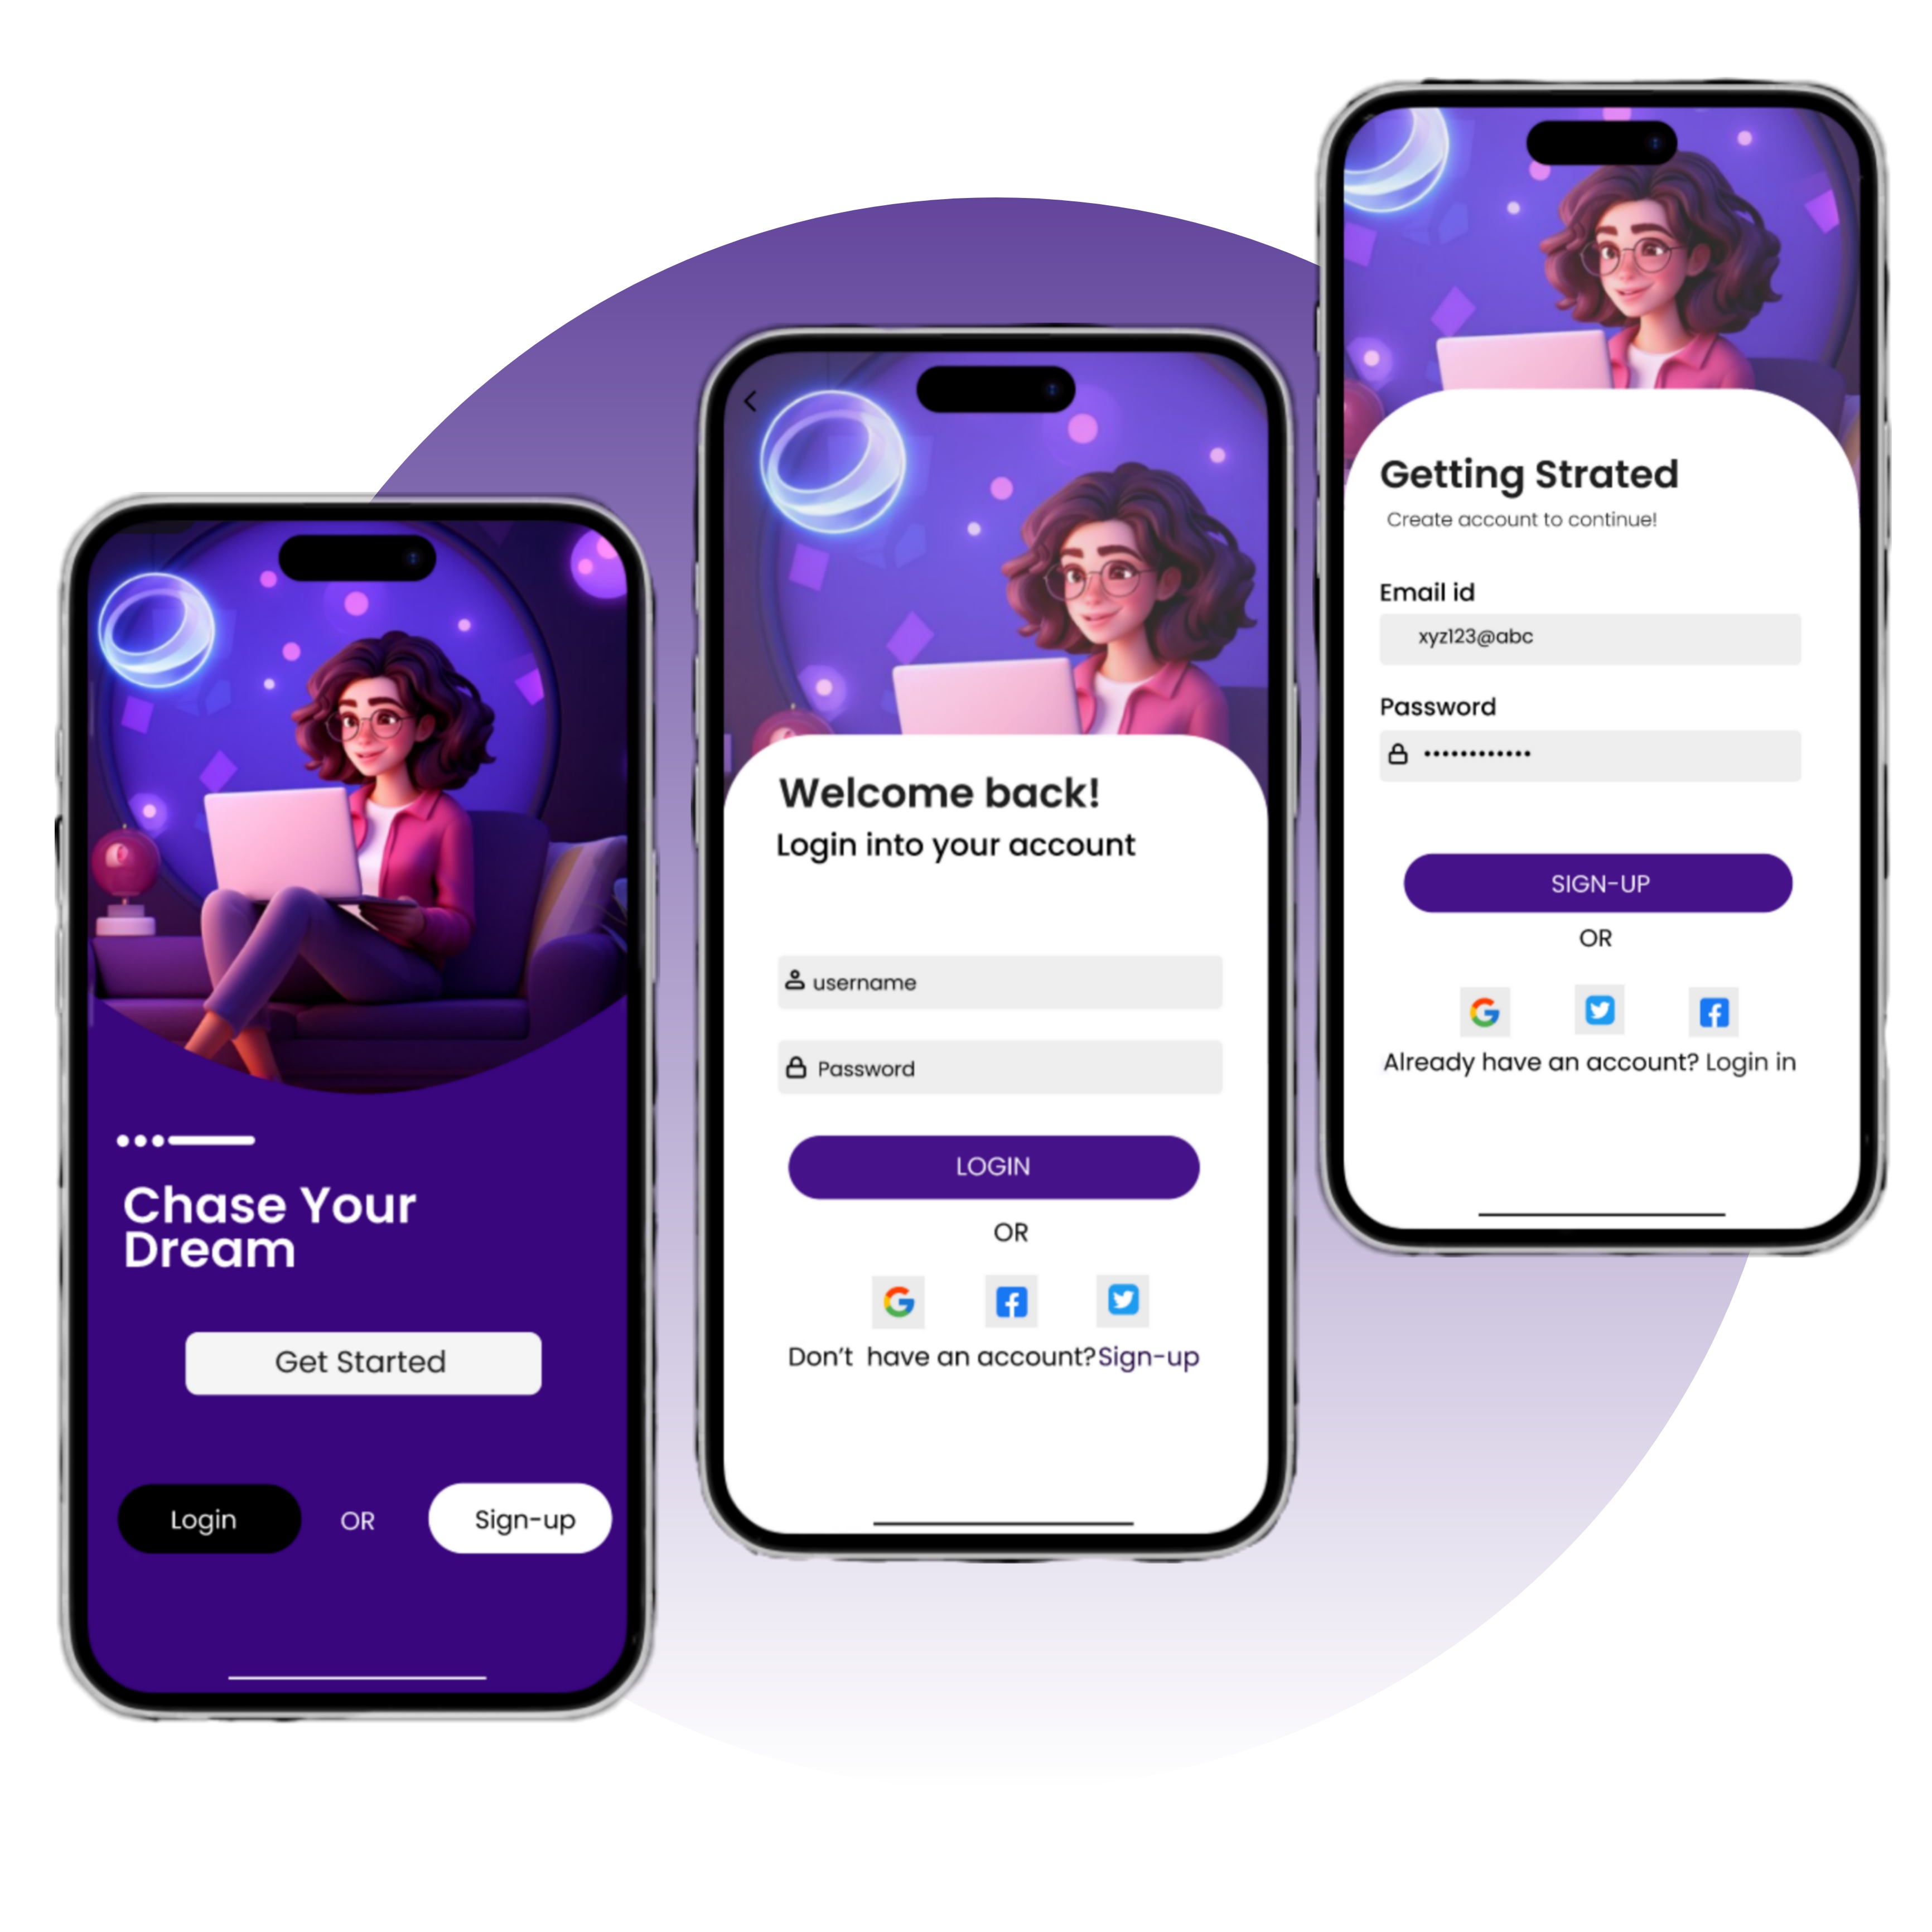 Chase Your
Dream
Get Started
Login
OR
Sign-up
Welcome back!
Login into your account
username
Password
LOGIN
OR
Don't have an account?Sign-up
Getting Strated
Create account to continue!
Email id
xyz123@abc
Password
••••••••••••
SIGN-UP
OR
Already have an account? Login in